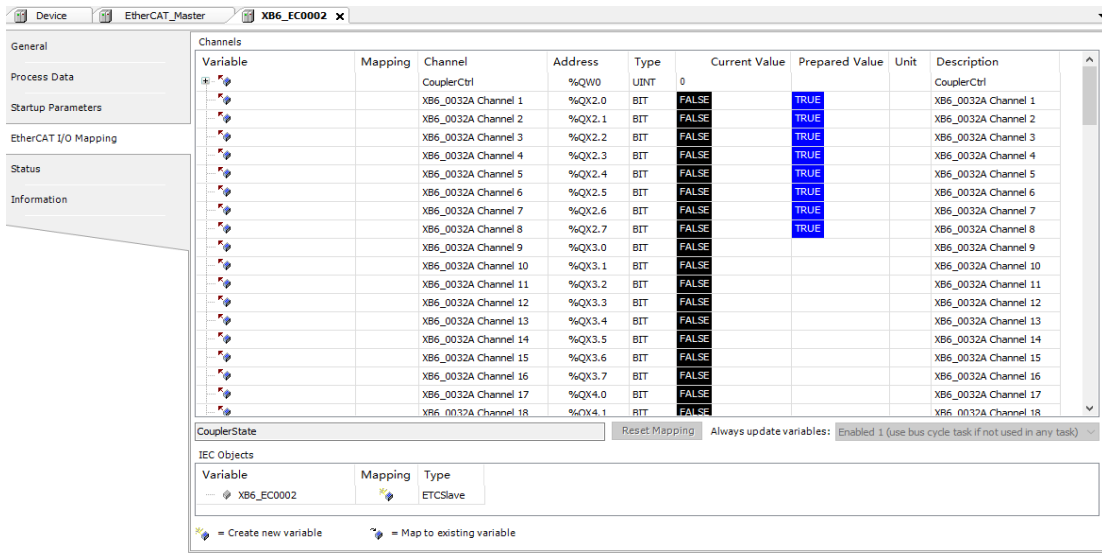 Device EtherCAT_Master XB6_EC0002 x
General
Process Data
Startup Parameters
EtherCAT I/O Mapping
Status
Information
Channels
Variable Mapping Channel Address Type Current Value Prepared Value Unit Description
CouplerCtrl %QW0 UINT 0 CouplerCtrl
XB6_0032A Channel 1 %QX2.0 BIT FALSE TRUE XB6_0032A Channel 1
XB6_0032A Channel 2 %QX2.1 BIT FALSE TRUE XB6_0032A Channel 2
XB6_0032A Channel 3 %QX2.2 BIT FALSE TRUE XB6_0032A Channel 3
XB6_0032A Channel 4 %QX2.3 BIT FALSE TRUE XB6_0032A Channel 4
XB6_0032A Channel 5 %QX2.4 BIT FALSE TRUE XB6_0032A Channel 5
XB6_0032A Channel 6 %QX2.5 BIT FALSE TRUE XB6_0032A Channel 6
XB6_0032A Channel 7 %QX2.6 BIT FALSE TRUE XB6_0032A Channel 7
XB6_0032A Channel 8 %QX2.7 BIT FALSE TRUE XB6_0032A Channel 8
XB6_0032A Channel 9 %QX3.0 BIT FALSE XB6_0032A Channel 9
XB6_0032A Channel 10 %QX3.1 BIT FALSE XB6_0032A Channel 10
XB6_0032A Channel 11 %QX3.2 BIT FALSE XB6_0032A Channel 11
XB6_0032A Channel 12 %QX3.3 BIT FALSE XB6_0032A Channel 12
XB6_0032A Channel 13 %QX3.4 BIT FALSE XB6_0032A Channel 13
XB6_0032A Channel 14 %QX3.5 BIT FALSE XB6_0032A Channel 14
XB6_0032A Channel 15 %QX3.6 BIT FALSE XB6_0032A Channel 15
XB6_0032A Channel 16 %QX3.7 BIT FALSE XB6_0032A Channel 16
XB6_0032A Channel 17 %QX4.0 BIT FALSE XB6_0032A Channel 17
XB6_0032A Channel 18 %QX4.1 BIT FALSE XB6_0032A Channel 18
CouplerState Reset Mapping Always update variables: Enabled 1 (use bus cycle task if not used in any task)
IEC Objects
Variable Mapping Type
XB6_EC0002 ETCSlave
= Create new variable = Map to existing variable